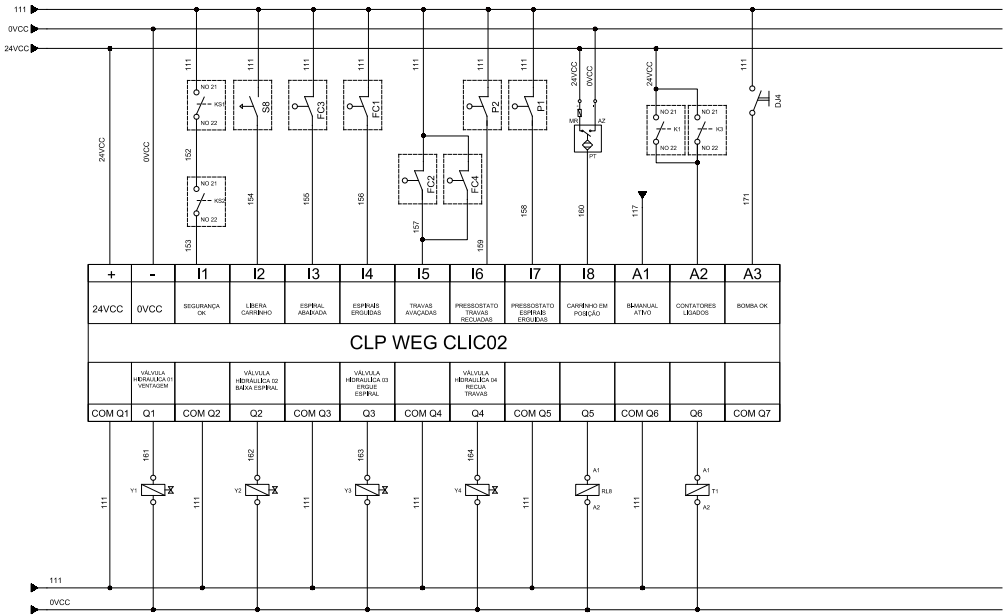 111
0VCC
24VCC
111
111
111
111
111
111
111
24VCC
0VCC
24VCC
111
NO 21
KS1
NO 22
S8
FC3
FC1
P2
P1
MR
AZ
PT
NO 21
K1
NO 22
NO 21
K3
NO 22
DJ4
24VCC
0VCC
152
NO 21
KS2
NO 22
153
154
155
156
FC2
FC4
157
159
158
160
117
171
+ - I1 I2 I3 I4 I5 I6 I7 I8 A1 A2 A3
24VCC
0VCC
SEGURANÇA
OK
LIBERA
CARRINHO
ESPIRAL
ABAIXADA
ESPIRAIS
ERGUIDAS
TRAVAS
AVAÇADAS
PRESSOSTATO
TRAVAS
RECUADAS
PRESSOSTATO
ESPIRAIS
ERGUIDAS
CARRINHO EM
POSIÇÃO
BI-MANUAL
ATIVO
CONTATORES
LIGADOS
BOMBA OK
CLP WEG CLIC02
VÁLVULA
HIDRAULICA 01
VENTAGEM
VÁLVULA
HIDRÁULICA 02
BAIXA ESPIRAL
VÁLVULA
HIDRAULICA 03
ERGUE
ESPIRAL
VÁLVULA
HIDRAULICA 04
RECUA
TRAVAS
COM Q1 Q1 COM Q2 Q2 COM Q3 Q3 COM Q4 Q4 COM Q5 Q5 COM Q6 Q6 COM Q7
161
162
163
164
Y1
Y2
Y3
Y4
A1
RL8
A2
A1
T1
A2
111
111
111
111
111
111
111
0VCC